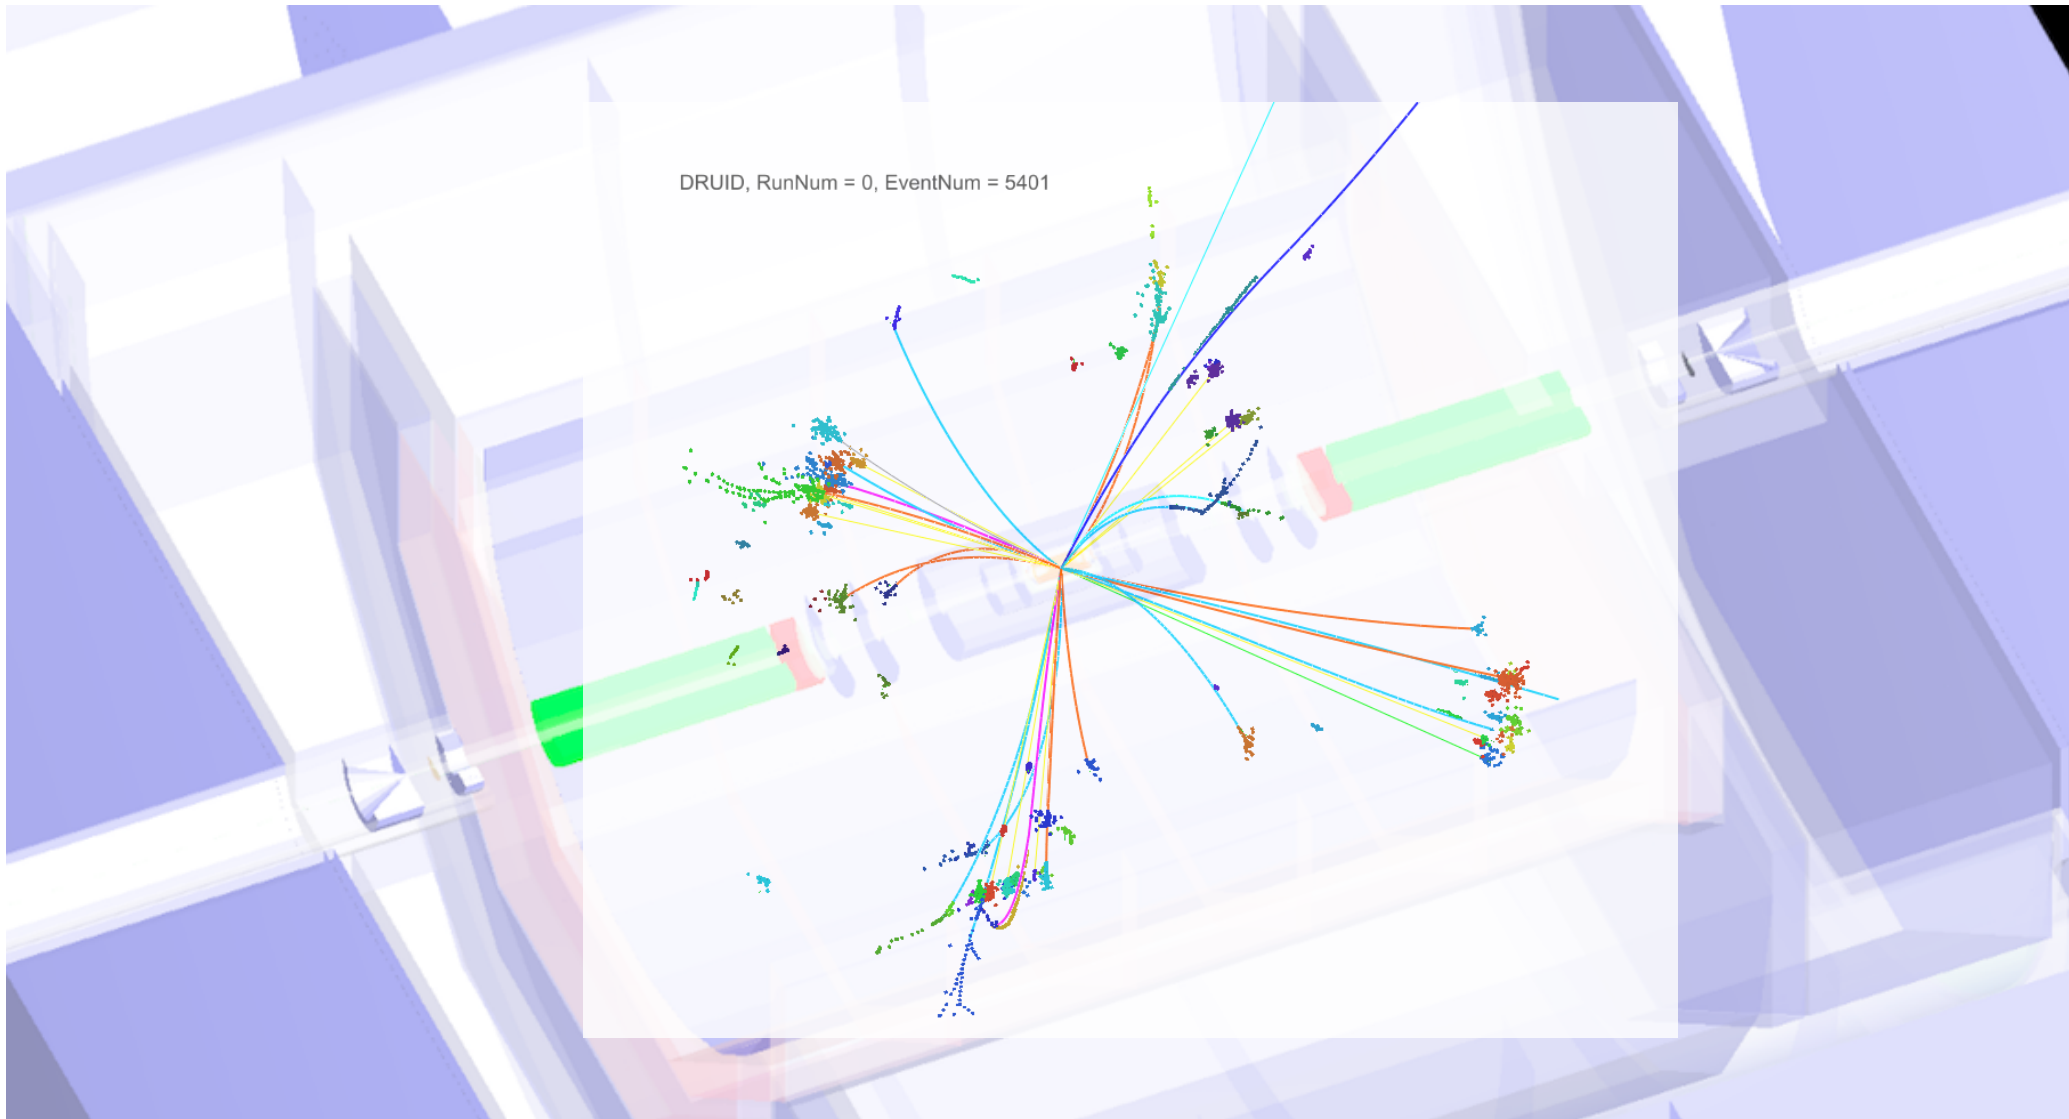 DRUID, RunNum = 0, EventNum = 5401